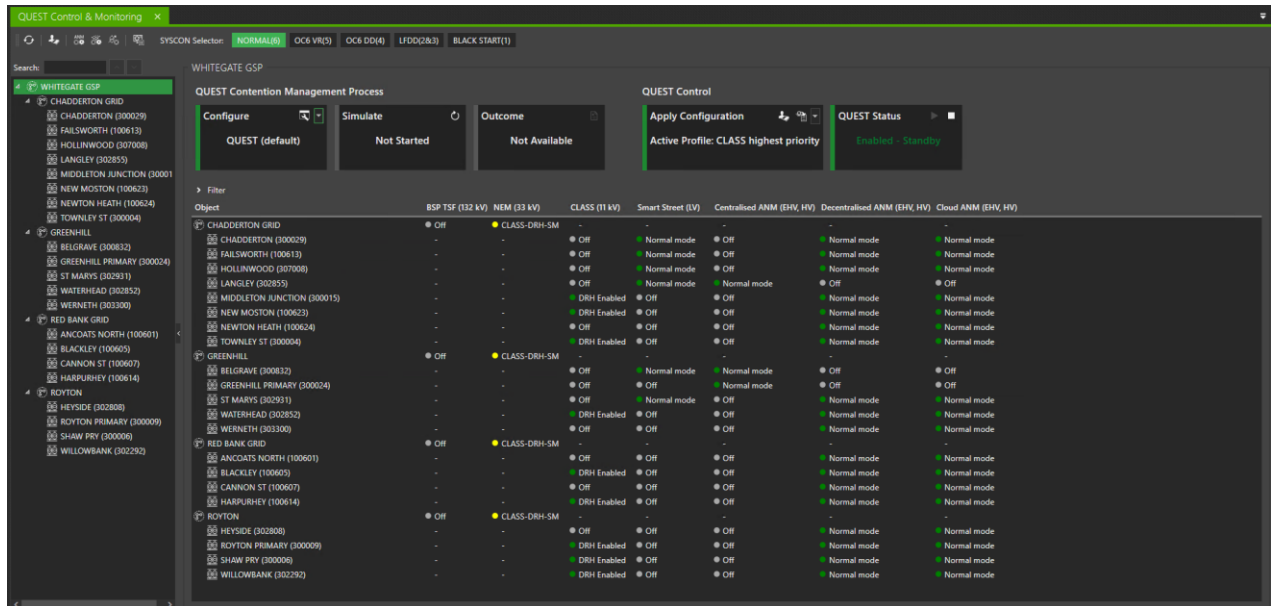 QUEST Control & Monitoring ×
SYSCON Selector: NORMAL(6) OC6 VR(5) OC6 DD(4) LFDD(2&3) BLACK START(1)
Search:
WHITEGATE GSP
CHADDERTON GRID
CHADDERTON (300029)
FAILSWORTH (100613)
HOLLINWOOD (307008)
LANGLEY (302855)
MIDDLETON JUNCTION (30001
NEW MOSTON (100623)
NEWTON HEATH (100624)
TOWNLEY ST (300004)
GREENHILL
BELGRAVE (300832)
GREENHILL PRIMARY (300024)
ST MARYS (302931)
WATERHEAD (302852)
WERNETH (303300)
RED BANK GRID
ANCOATS NORTH (100601)
BLACKLEY (100605)
CANNON ST (100607)
HARPURHEY (100614)
ROYTON
HEYSIDE (302808)
ROYTON PRIMARY (300009)
SHAW PRY (300006)
WILLOWBANK (302292)
WHITEGATE GSP
QUEST Contention Management Process
Configure
QUEST (default)
Simulate
Not Started
Outcome
Not Available
QUEST Control
Apply Configuration
Active Profile: CLASS highest priority
QUEST Status
Enabled - Standby
Filter
Object BSP TSF (132 kV) NEM (33 kV) CLASS (11 kV) Smart Street (LV) Centralised ANM (EHV, HV) Decentralised ANM (EHV, HV) Cloud ANM (EHV, HV)
CHADDERTON GRID Off CLASS-DRH-SM - - - - -
CHADDERTON (300029) - - Off Normal mode Off Normal mode Normal mode
FAILSWORTH (100613) - - Off Normal mode Off Normal mode Normal mode
HOLLINWOOD (307008) - - Off Normal mode Off Normal mode Normal mode
LANGLEY (302855) - - Off Normal mode Normal mode Off Off
MIDDLETON JUNCTION (300015) - - DRH Enabled Off Off Normal mode Normal mode
NEW MOSTON (100623) - - DRH Enabled Off Off Normal mode Normal mode
NEWTON HEATH (100624) - - Off Off Off Normal mode Normal mode
TOWNLEY ST (300004) - - DRH Enabled Off Off Normal mode Normal mode
GREENHILL Off CLASS-DRH-SM - - - - -
BELGRAVE (300832) - - Off Normal mode Normal mode Off Off
GREENHILL PRIMARY (300024) - - Off Off Normal mode Off Off
ST MARYS (302931) - - Off Normal mode Off Normal mode Normal mode
WATERHEAD (302852) - - DRH Enabled Off Off Normal mode Normal mode
WERNETH (303300) - - Off Off Off Normal mode Normal mode
RED BANK GRID Off CLASS-DRH-SM - - - - -
ANCOATS NORTH (100601) - - Off Off Off Normal mode Normal mode
BLACKLEY (100605) - - DRH Enabled Off Off Normal mode Normal mode
CANNON ST (100607) - - Off Off Off Normal mode Normal mode
HARPURHEY (100614) - - DRH Enabled Off Off Normal mode Normal mode
ROYTON Off CLASS-DRH-SM - - - - -
HEYSIDE (302808) - - Off Off Off Normal mode Normal mode
ROYTON PRIMARY (300009) - - DRH Enabled Off Off Normal mode Normal mode
SHAW PRY (300006) - - DRH Enabled Off Off Normal mode Normal mode
WILLOWBANK (302292) - - DRH Enabled Off Off Normal mode Normal mode